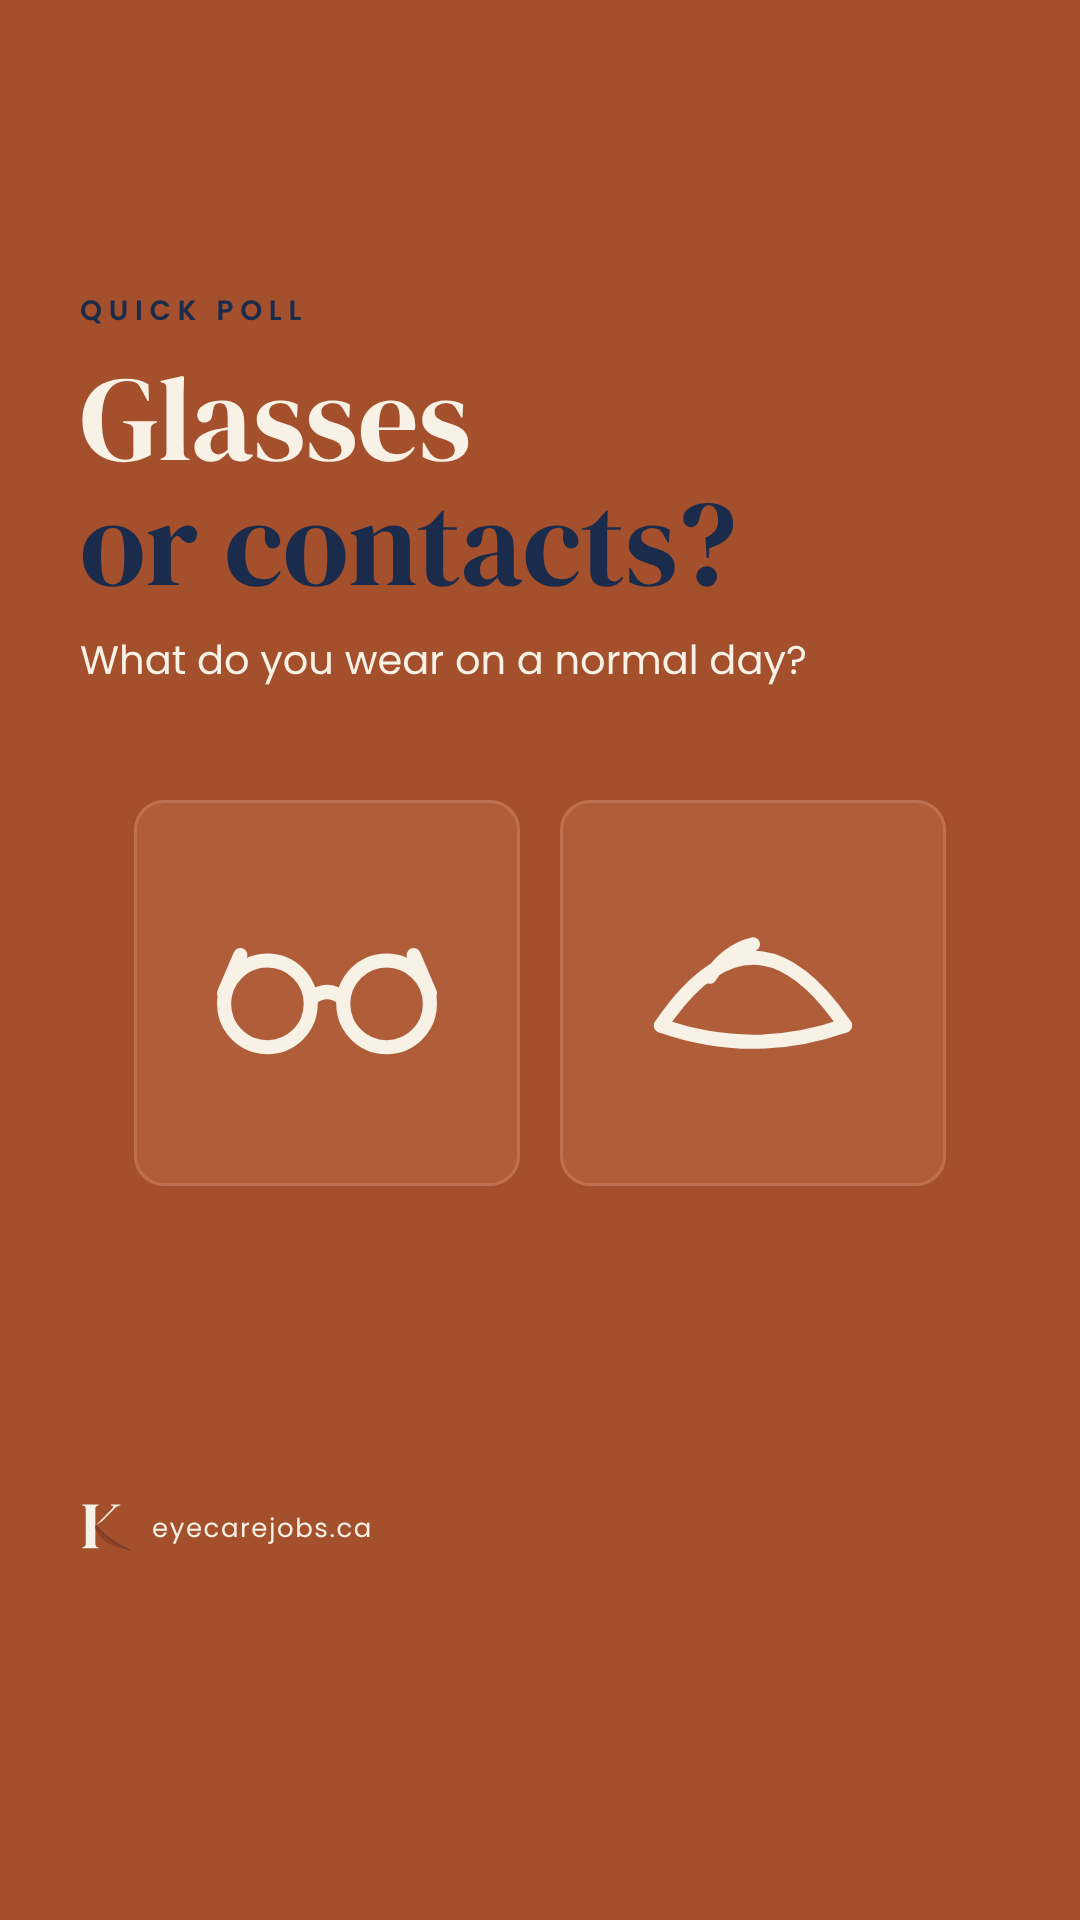 QUICK POLL
Glasses
or contacts?
What do you wear on a normal day?
K eyecarejobs.ca